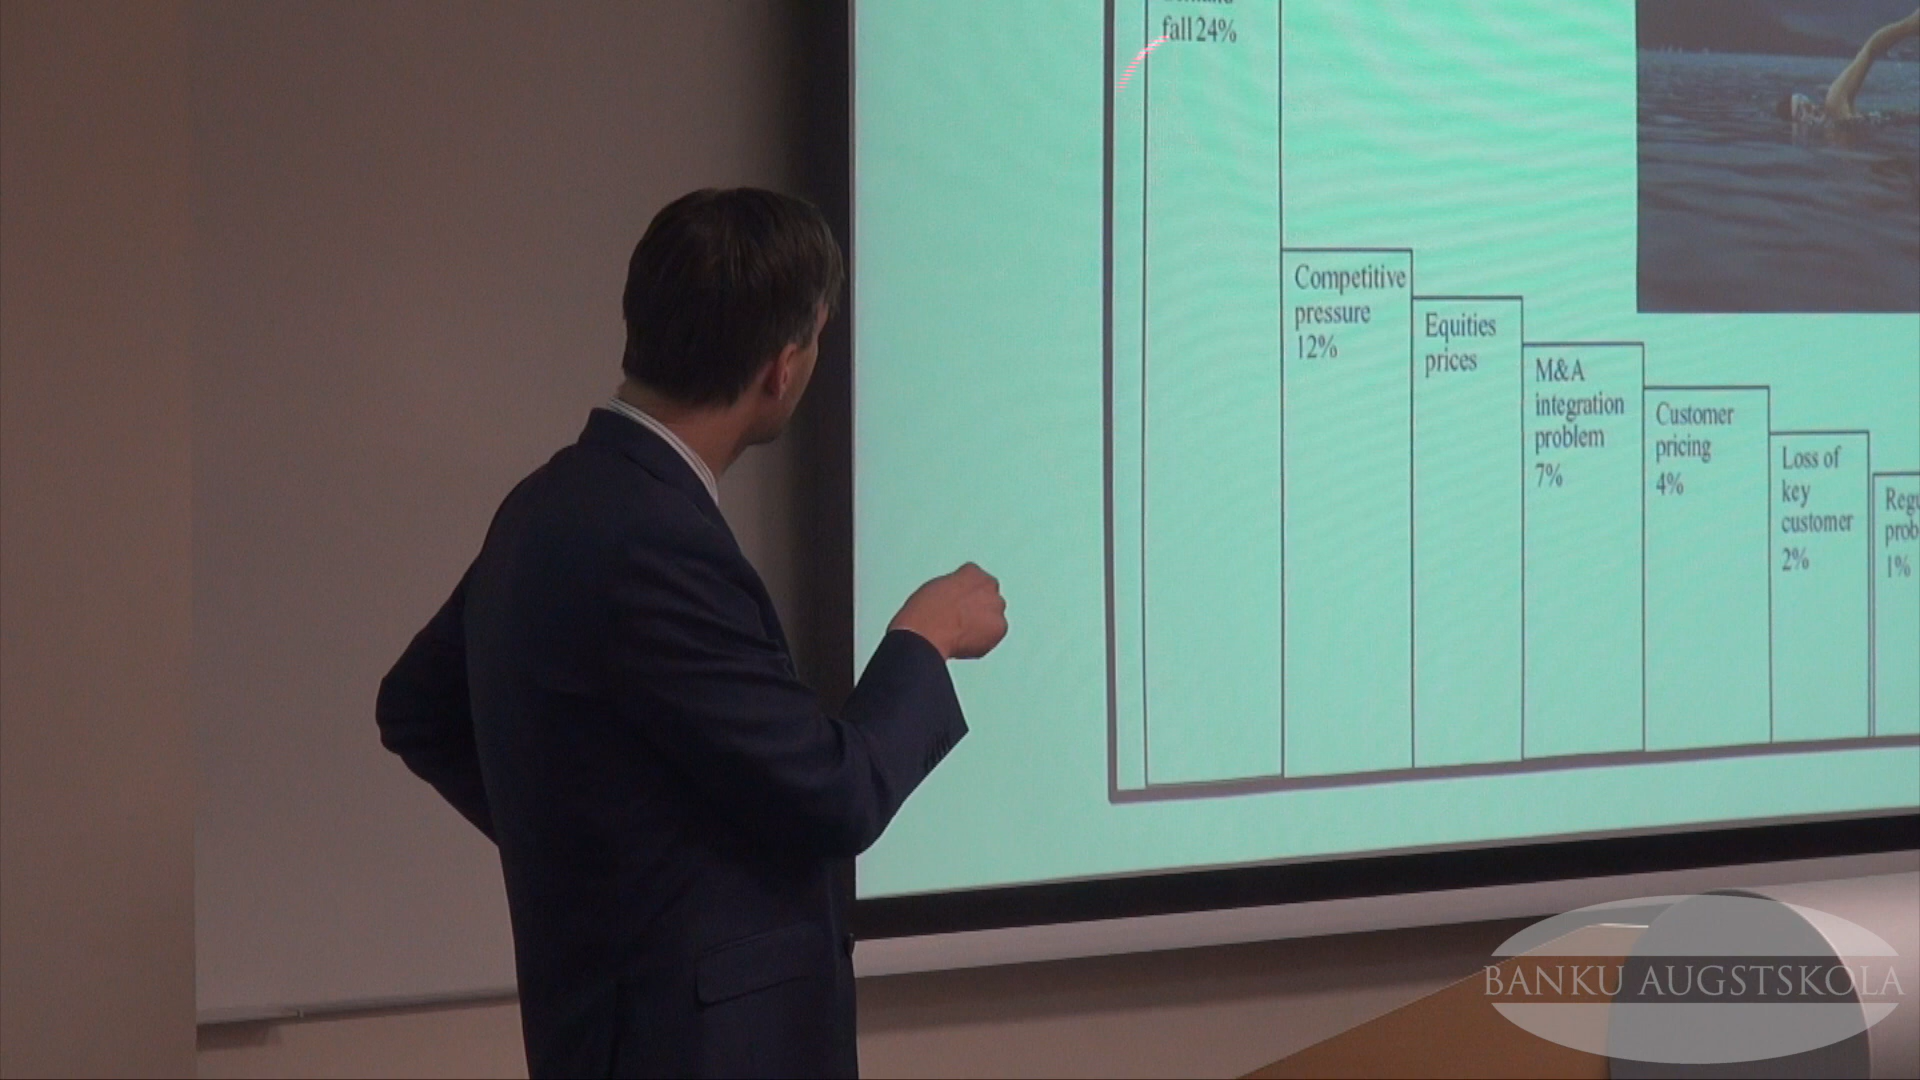 fall 24%
Competitive
pressure
12%
Equities
prices
M&A
integration
problem
7%
Customer
pricing
4%
Loss of
key
customer
2%
1%
BANKU AUGSTSKOLA